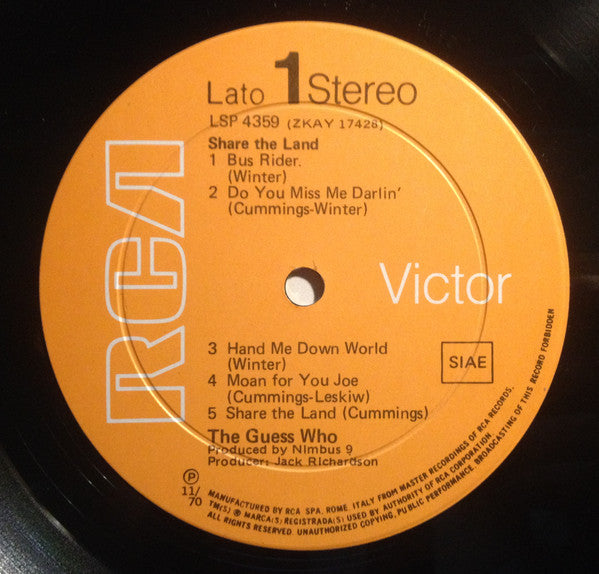 Lato 1 Stereo
LSP 4359 (ZKAY 17428)
Share the Land
1 Bus Rider.
(Winter)
2 Do You Miss Me Darlin'
(Cummings-Winter)
RCA
Victor
3 Hand Me Down World
(Winter)
SIAE
4 Moan for You Joe
(Cummings-Leskiw)
5 Share the Land (Cummings)
The Guess Who
Produced by Nimbus 9
Producer: Jack Richardson
P
11/
70
MANUFACTURED BY RCA SPA, ROME, ITALY FROM MASTER RECORDINGS OF RCA RECORDS.
TM(S) ® MARCA(S) REGISTRADA(S) USED BY AUTHORITY OF RCA CORPORATION.
ALL RIGHTS RESERVED. UNAUTHORIZED COPYING, PUBLIC PERFORMANCE, BROADCASTING OF THIS RECORD FORBIDDEN